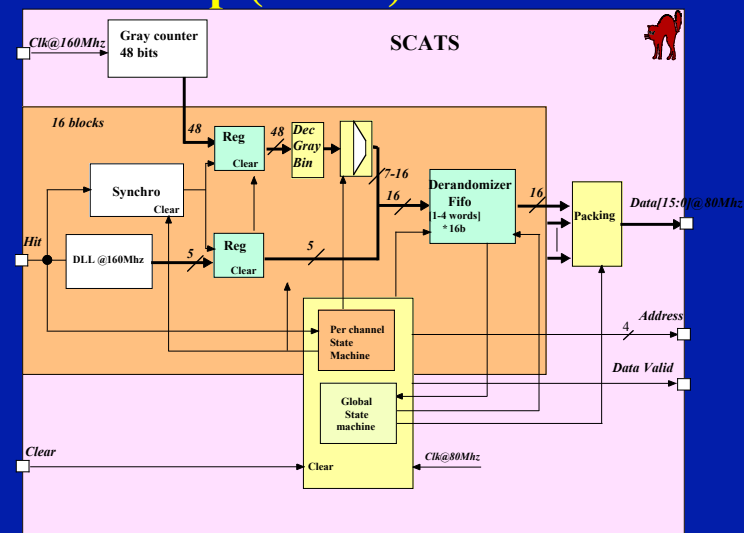 SCATS
Clk@160Mhz
Gray counter
48 bits
16 blocks
48
Reg
Clear
48
Dec
Gray
Bin
7-16
16
Synchro
Clear
Derandomizer
Fifo
[1-4 words]
*16b
16
Packing
Data[15:0]@80Mhz
Hit
DLL @160Mhz
5
Reg
Clear
5
Per channel
State
Machine
Address
4
Data Valid
Global
State
machine
Clear
Clear
Clk@80Mhz